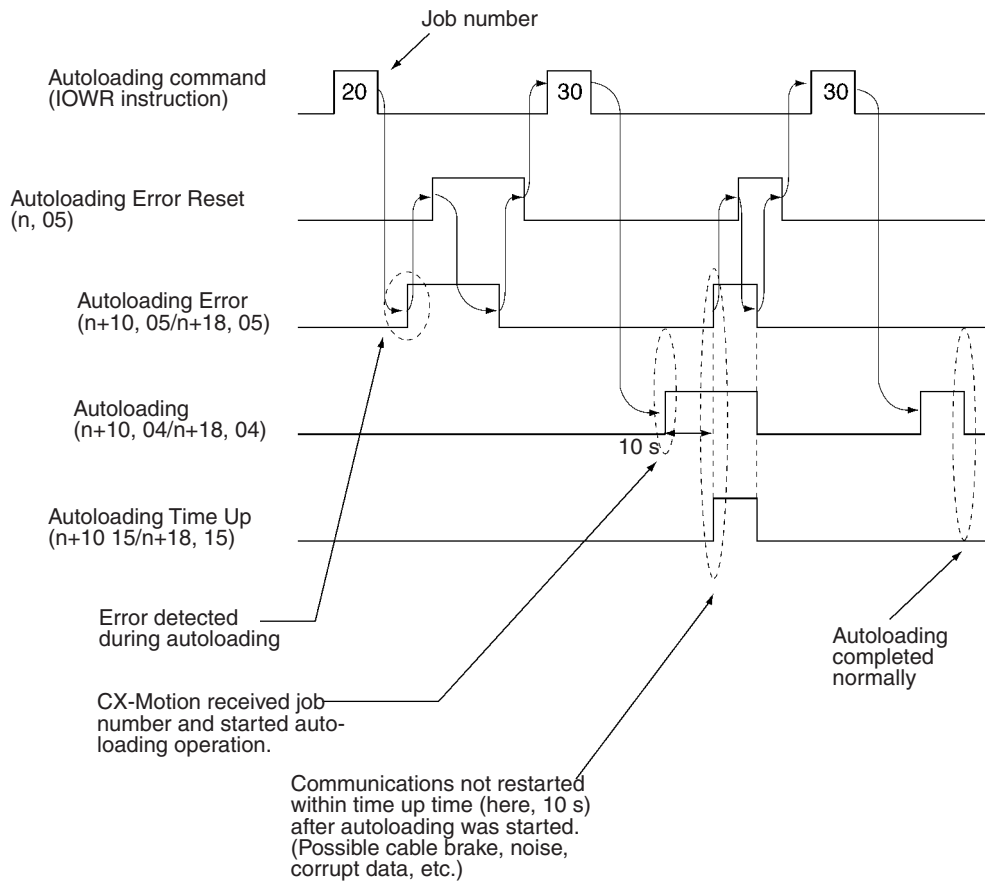 Job number
Autoloading command
(IOWR instruction)
20
30
30
Autoloading Error Reset
(n, 05)
Autoloading Error
(n+10, 05/n+18, 05)
Autoloading
(n+10, 04/n+18, 04)
10 s
Autoloading Time Up
(n+10 15/n+18, 15)
Error detected
during autoloading
CX-Motion received job
number and started auto-
loading operation.
Communications not restarted
within time up time (here, 10 s)
after autoloading was started.
(Possible cable brake, noise,
corrupt data, etc.)
Autoloading
completed
normally